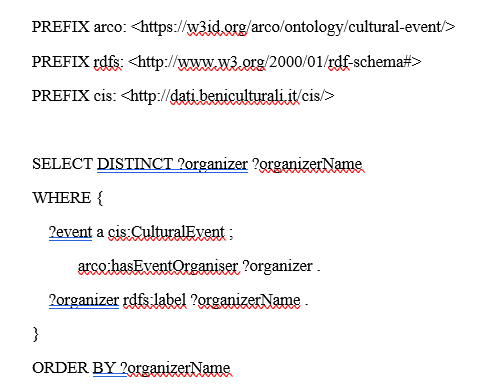 PREFIX arco: <https://w3id.org/arco/ontology/cultural-event/>
PREFIX rdfs: <http://www.w3.org/2000/01/rdf-schema#>
PREFIX cis: <http://dati.beniculturali.it/cis/>
SELECT DISTINCT ?organizer ?organizerName
WHERE {
?event a cis:CulturalEvent ;
arco:hasEventOrganiser ?organizer .
?organizer rdfs:label ?organizerName .
}
ORDER BY ?organizerName